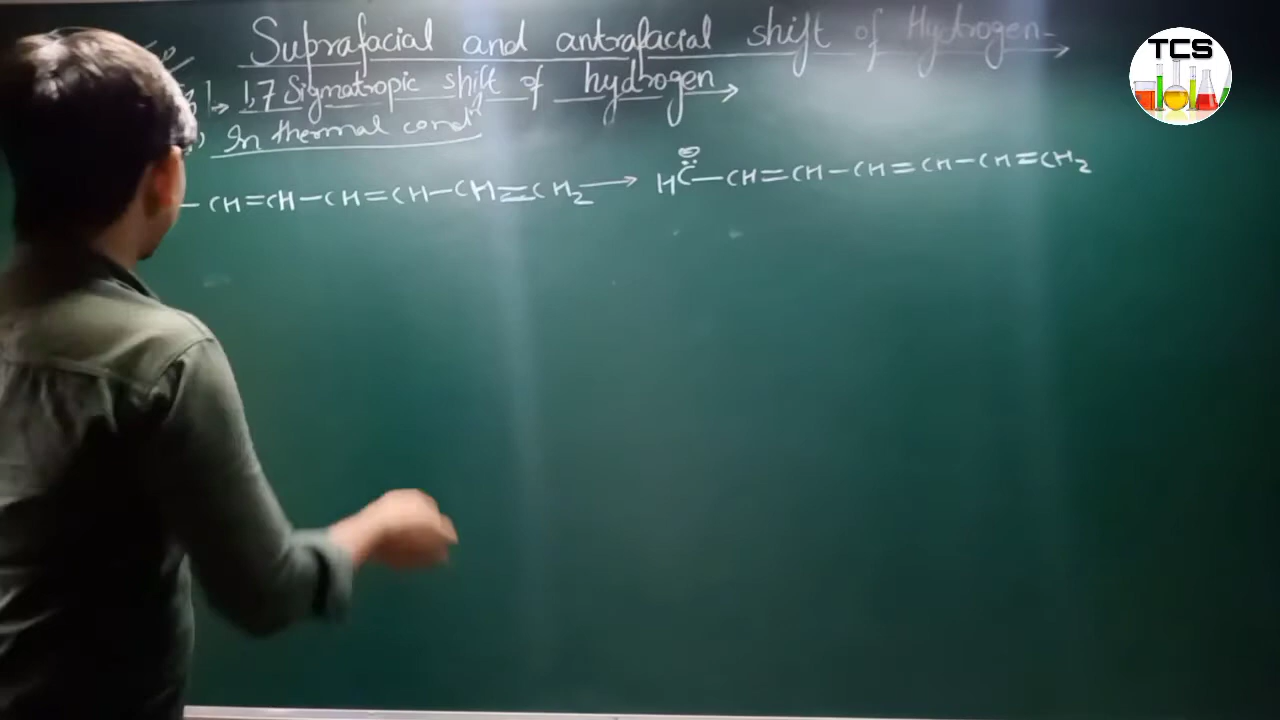 Suprafacial and antrafacial shift of Hydrogen-
TCS
→ 1,7 Sigmatropic shift of hydrogen →
In thermal condⁿ
– CH=CH–CH=CH–CH=CH₂ → HC̈⊖–CH=CH–CH=CH–CH=CH₂